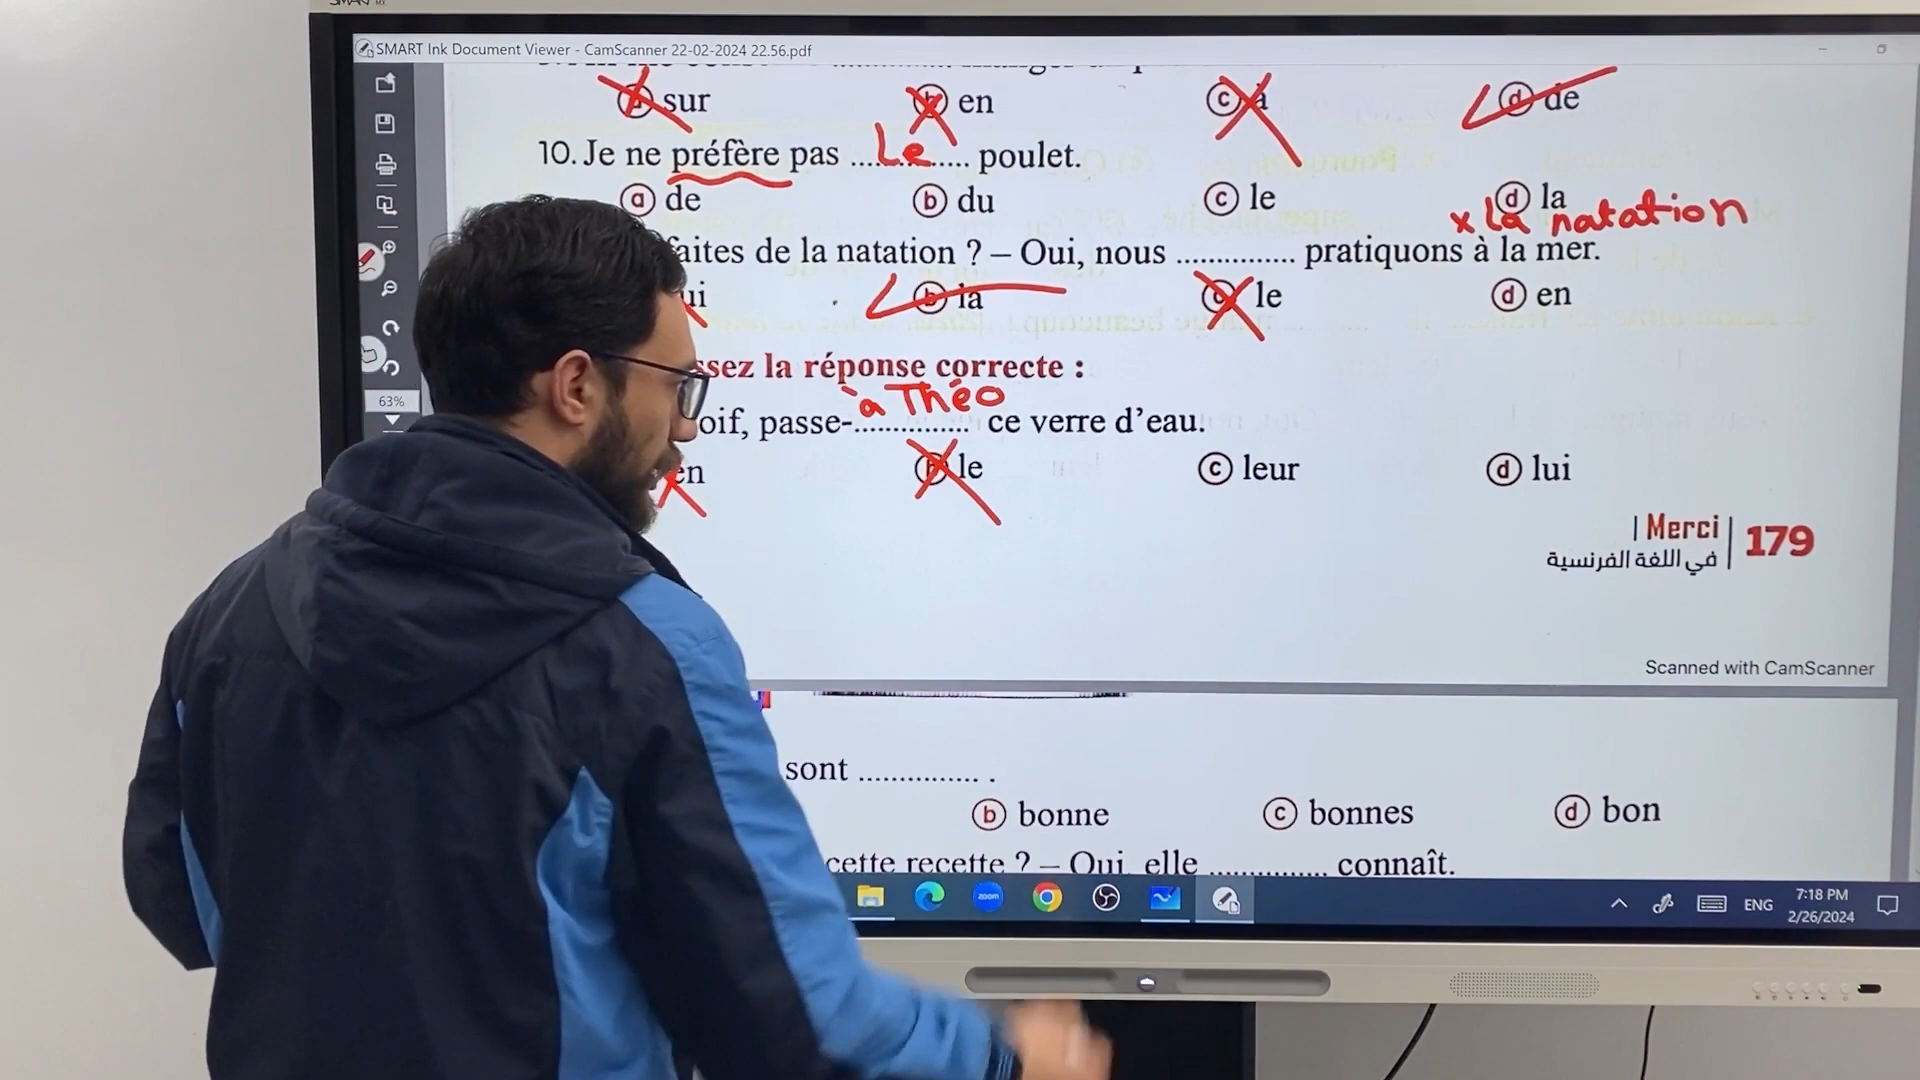 SMART Ink Document Viewer - CamScanner 22-02-2024 22.56.pdf
sur ⓑ en ⓒ à ⓓ de
10. Je ne préfère pas ....Le.... poulet.
ⓐ de ⓑ du ⓒ le ⓓ la
x La natation
faites de la natation ? – Oui, nous ............... pratiquons à la mer.
ui ⓑ la ⓒ le ⓓ en
ssez la réponse correcte :
à Théo
oif, passe-............... ce verre d'eau.
en ⓑ le ⓒ leur ⓓ lui
Merci 179
في اللغة الفرنسية
Scanned with CamScanner
sont ............... .
ⓑ bonne ⓒ bonnes ⓓ bon
cette recette ? – Oui, elle ............... connaît.
63%
zoom
ENG
7:18 PM
2/26/2024